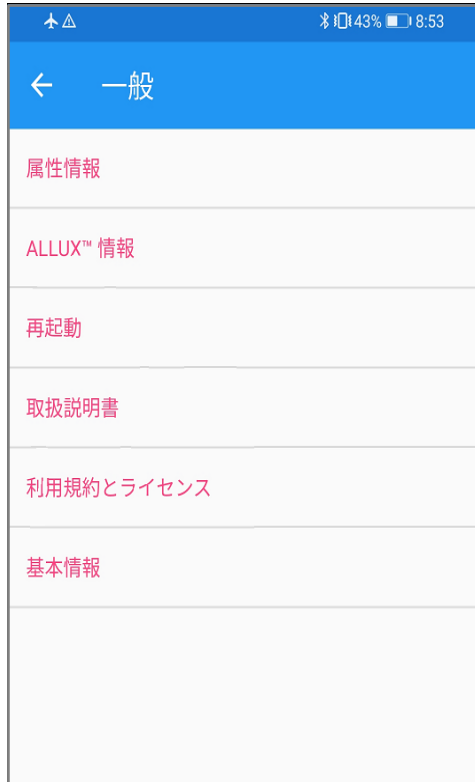 43% 8:53
一般
属性情報
ALLUX™ 情報
再起動
取扱説明書
利用規約とライセンス
基本情報